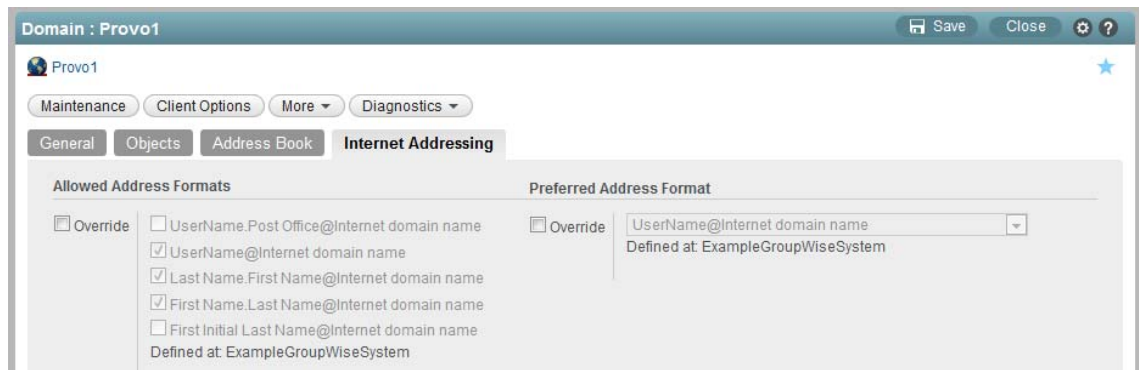 Domain : Provo1 Save Close ?
Provo1
Maintenance Client Options More Diagnostics
General Objects Address Book Internet Addressing
Allowed Address Formats Preferred Address Format
Override UserName.Post Office@Internet domain name Override UserName@Internet domain name
UserName@Internet domain name Defined at: ExampleGroupWiseSystem
Last Name.First Name@Internet domain name
First Name.Last Name@Internet domain name
First Initial Last Name@Internet domain name
Defined at: ExampleGroupWiseSystem